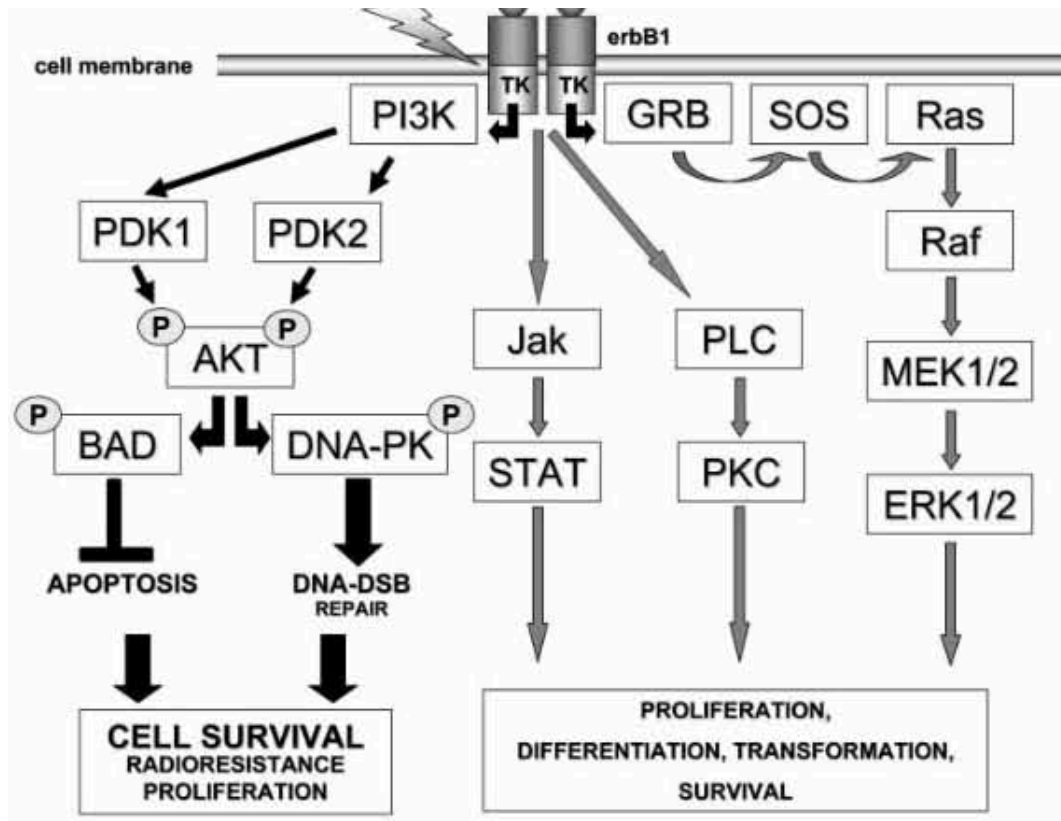 erbB1
cell membrane
TK TK
PI3K GRB SOS Ras
PDK1 PDK2 Raf
P P
AKT Jak PLC MEK1/2
P P
BAD DNA-PK STAT PKC ERK1/2
APOPTOSIS DNA-DSB
REPAIR
CELL SURVIVAL
RADIORESISTANCE
PROLIFERATION
PROLIFERATION,
DIFFERENTIATION, TRANSFORMATION,
SURVIVAL